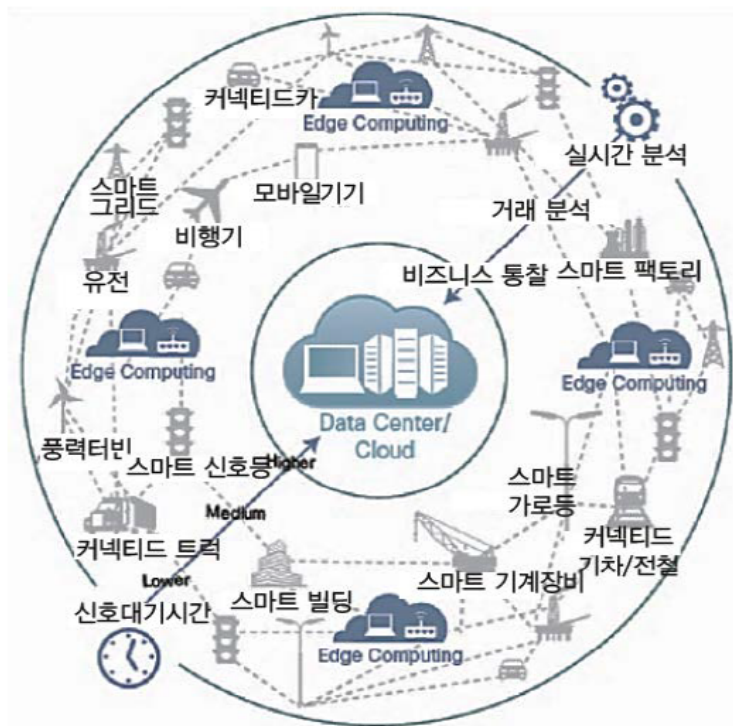 커넥티드카
Edge Computing
실시간 분석
스마트
그리드
모바일기기
거래 분석
비행기
유전
비즈니스 통찰
스마트 팩토리
Edge Computing
Edge Computing
Data Center/
Cloud
풍력터빈
스마트 신호등
Higher
스마트
가로등
Medium
커넥티드 트럭
커넥티드
기차/전철
Lower
신호대기시간
스마트 빌딩
스마트 기계장비
Edge Computing